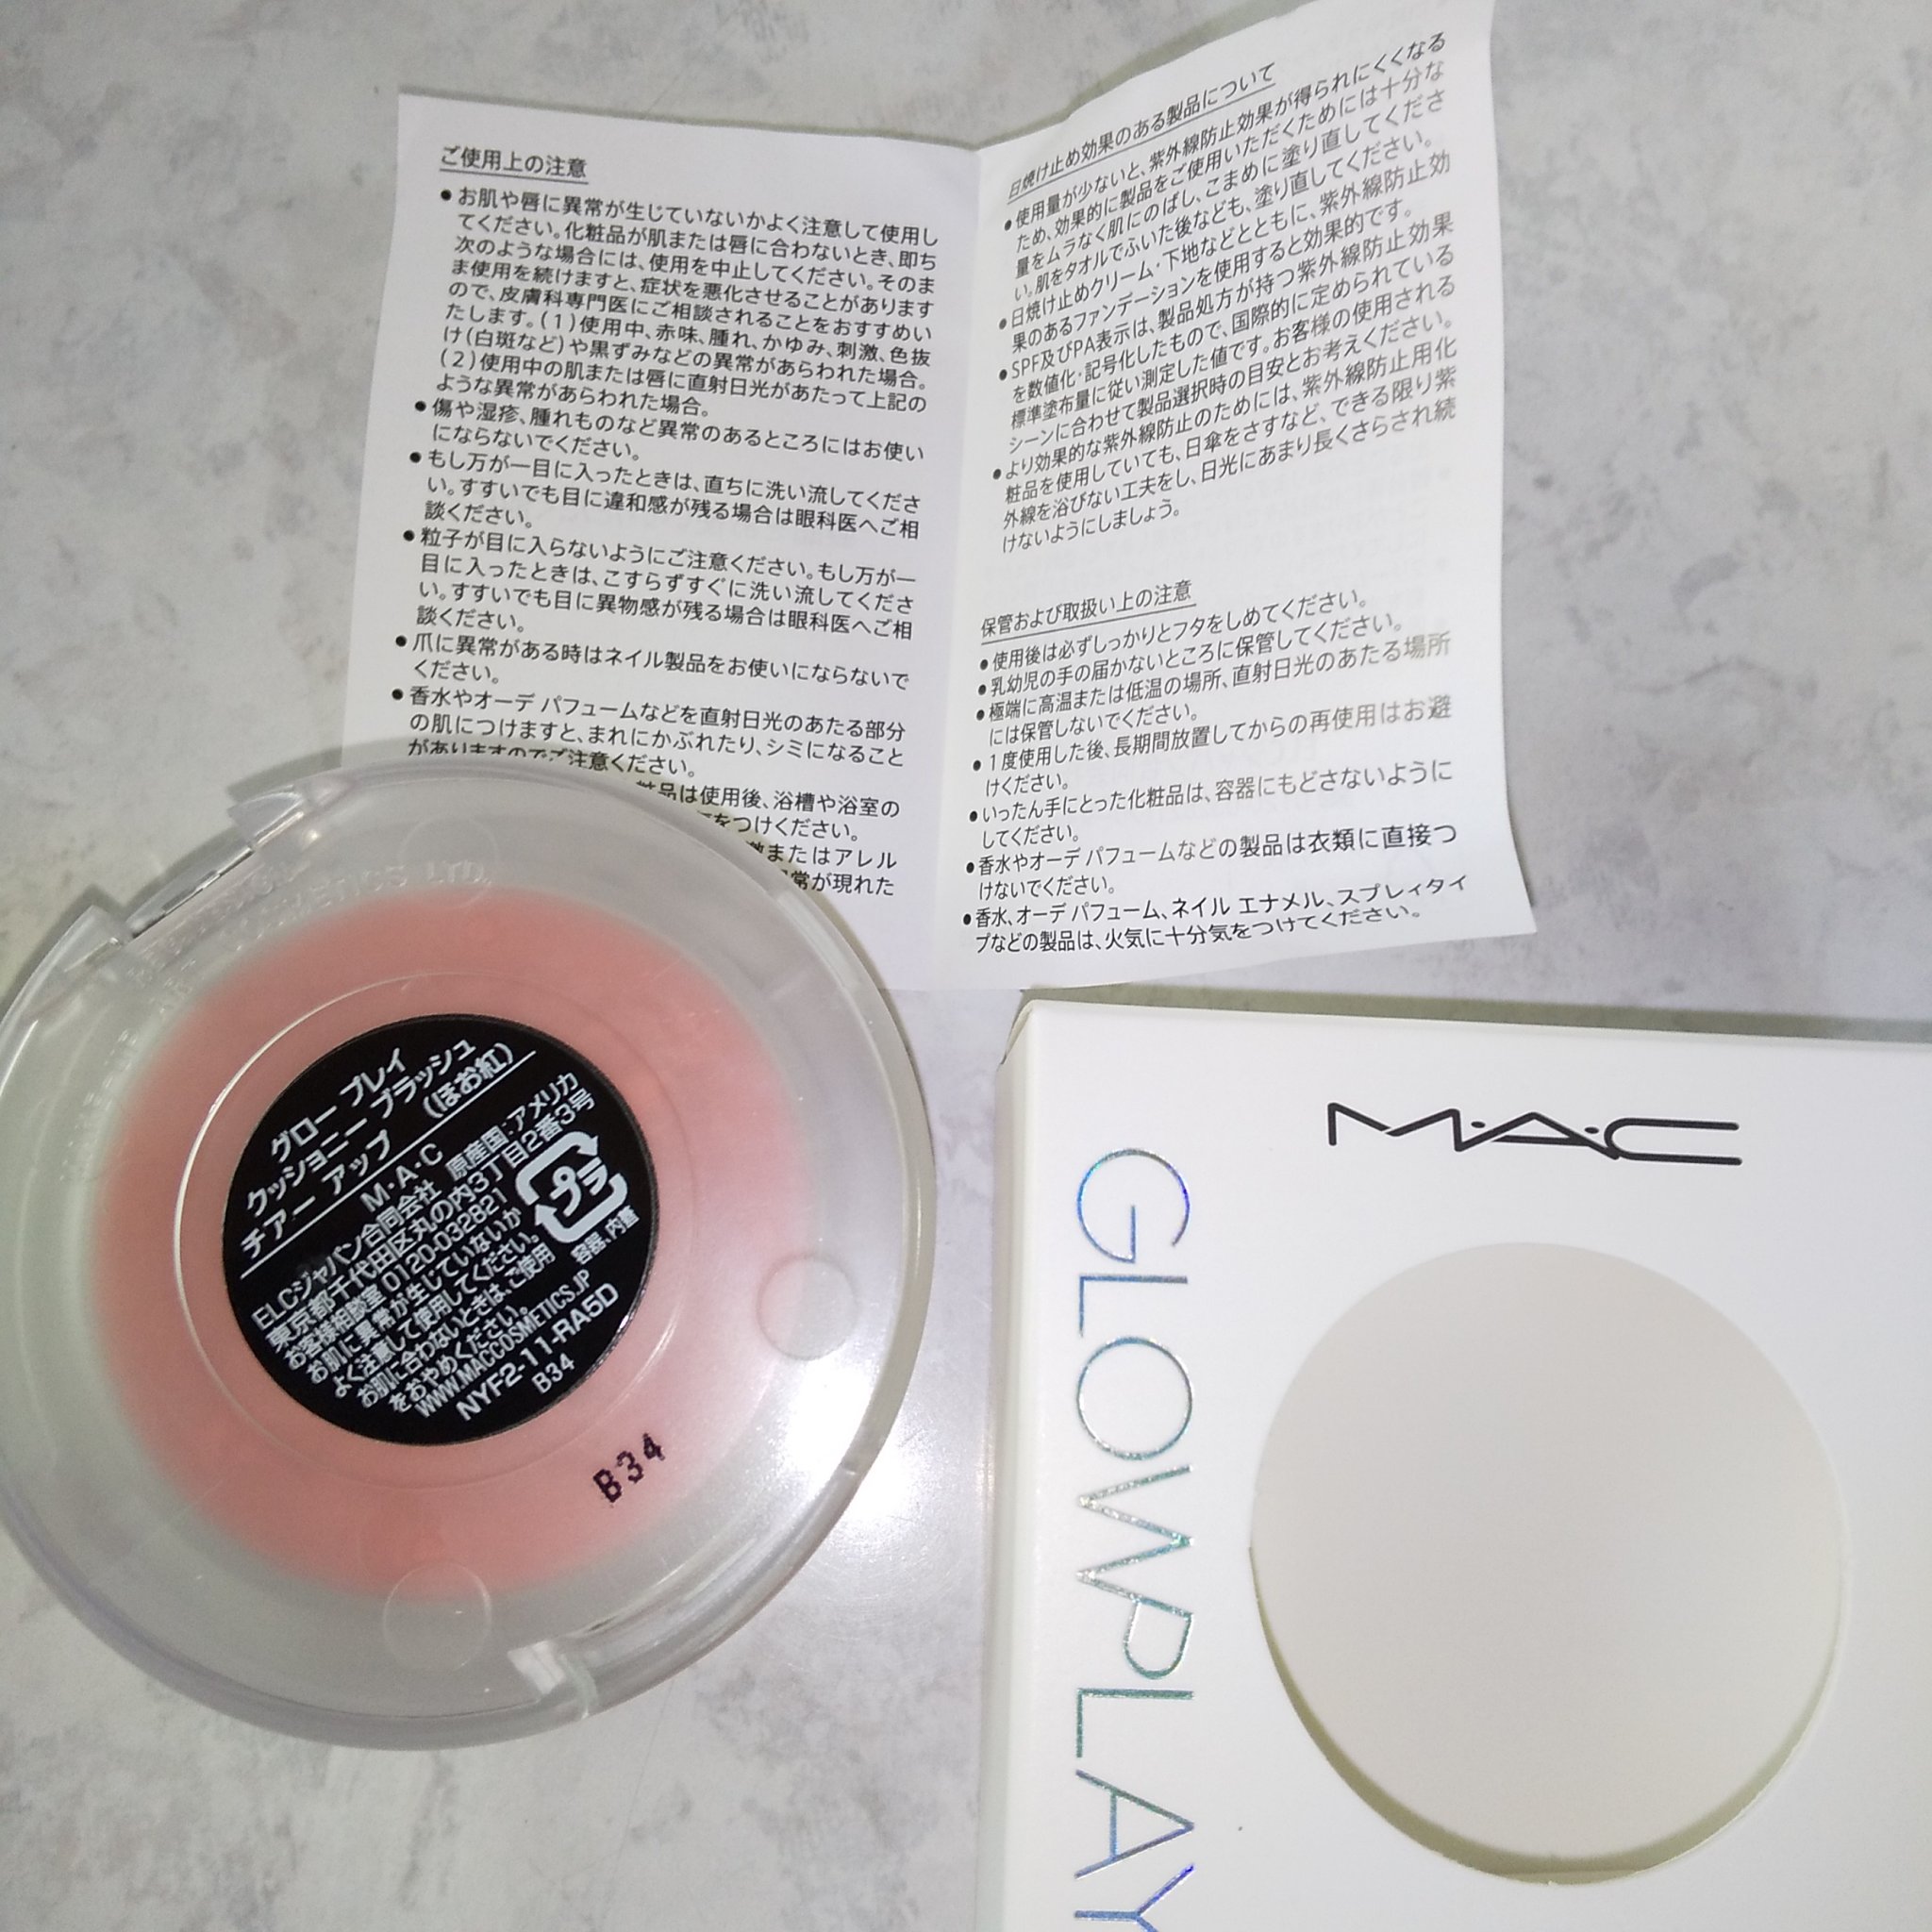 ご使用上の注意
●お肌や唇に異常が生じていないかよく注意して使用し
てください。化粧品が肌または唇に合わないとき、即ち
次のような場合には、使用を中止してください。そのまま
ま使用を続けますと、症状を悪化させることがあります
ので、皮膚科専門医にご相談されることをおすすめい
たします。(1)使用中、赤味、腫れ、かゆみ、刺激、色抜
け(白斑など)や黒ずみなどの異常があらわれた場合。
(2)使用中の肌または唇に直射日光があたって上記の
ような異常があらわれた場合。
●傷や湿疹、腫れものなど異常のあるところにはお使い
にならないでください。
●もし万が一目に入ったときは、直ちに洗い流してくださ
い。すすいでも目に違和感が残る場合は眼科医へご相
談ください。
●粒子が目に入らないようにご注意ください。もし万が一
目に入ったときは、こすらずすぐに洗い流してくださ
い。すすいでも目に異物感が残る場合は眼科医へご相
談ください。
●爪に異常がある時はネイル製品をお使いにならないで
ください。
●香水やオーデ パフュームなどを直射日光のあたる部分
の肌につけますと、まれにかぶれたり、シミになること
がありますのでご注意ください。
粧品は使用後、浴槽や浴室の
をつけください。
またはアレル
常が現れた
日焼け止め効果のある製品について
●使用量が少ないと、紫外線防止効果が得られにくくなる
ため、効果的に製品をご使用いただくためには十分な
量をムラなく肌にのばし、こまめに塗り直してくださ
い。肌をタオルでふいた後なども、塗り直してください。
●日焼け止めクリーム・下地などとともに、紫外線防止効
果のあるファンデーションを使用すると効果的です。
●SPF及びPA表示は、製品処方が持つ紫外線防止効果
を数値化・記号化したもので、国際的に定められている
標準塗布量に従い測定した値です。お客様の使用される
シーンに合わせて製品選択時の目安とお考えください。
●より効果的な紫外線防止のためには、紫外線防止用化
粧品を使用していても、日傘をさすなど、できる限り紫
外線を浴びない工夫をし、日光にあまり長くさらされ続
けないようにしましょう。
保管および取扱い上の注意
●使用後は必ずしっかりとフタをしめてください。
●乳幼児の手の届かないところに保管してください。
●極端に高温または低温の場所、直射日光のあたる場所
には保管しないでください。
●1度使用した後、長期間放置してからの再使用はお避
けください。
●いったん手にとった化粧品は、容器にもどさないように
してください。
●香水やオーデ パフュームなどの製品は衣類に直接つ
けないでください。
●香水、オーデ パフューム、ネイル エナメル、スプレィタイ
プなどの製品は、火気に十分気をつけてください。
グロー プレイ
クッショニー ブラッシュ
チアー アップ (ほお紅)
M・A・C
ELCジャパン合同会社 原産国:アメリカ
東京都千代田区丸の内3丁目2番3号
お客様相談室 0120-032821
お肌に異常が生じていないか
よく注意して使用してください。
お肌に合わないときは、ご使用
をおやめください。
WWW.MACCOSMETICS.JP
NYF2-11-RA5D
B34
プラ
容器、内蓋
B34
M·A·C
GLOWPLAY